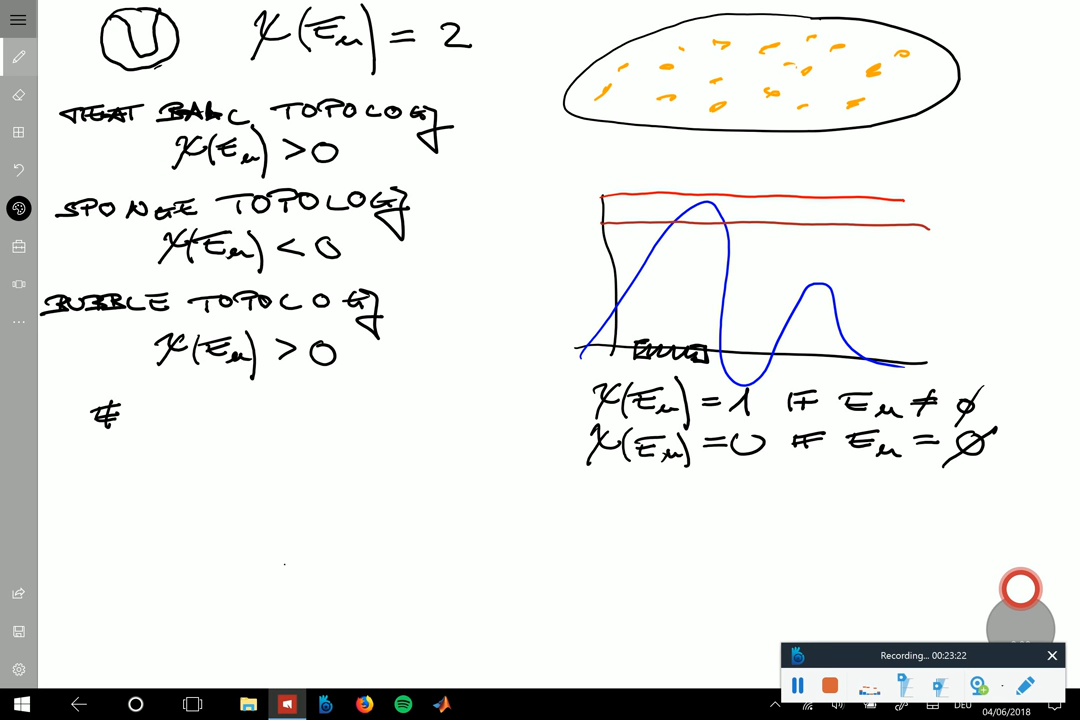 χ(E_u) = 2
MEAT BALL TOPOLOGY
χ(E_u) > 0
SPONGE TOPOLOGY
χ(E_u) < 0
BUBBLE TOPOLOGY
χ(E_u) > 0
χ(E_u) = 1 IF E_u ≠ ∅
χ(E_u) = 0 IF E_u = ∅
Recording... 00:23:22
DEU
04/06/2018